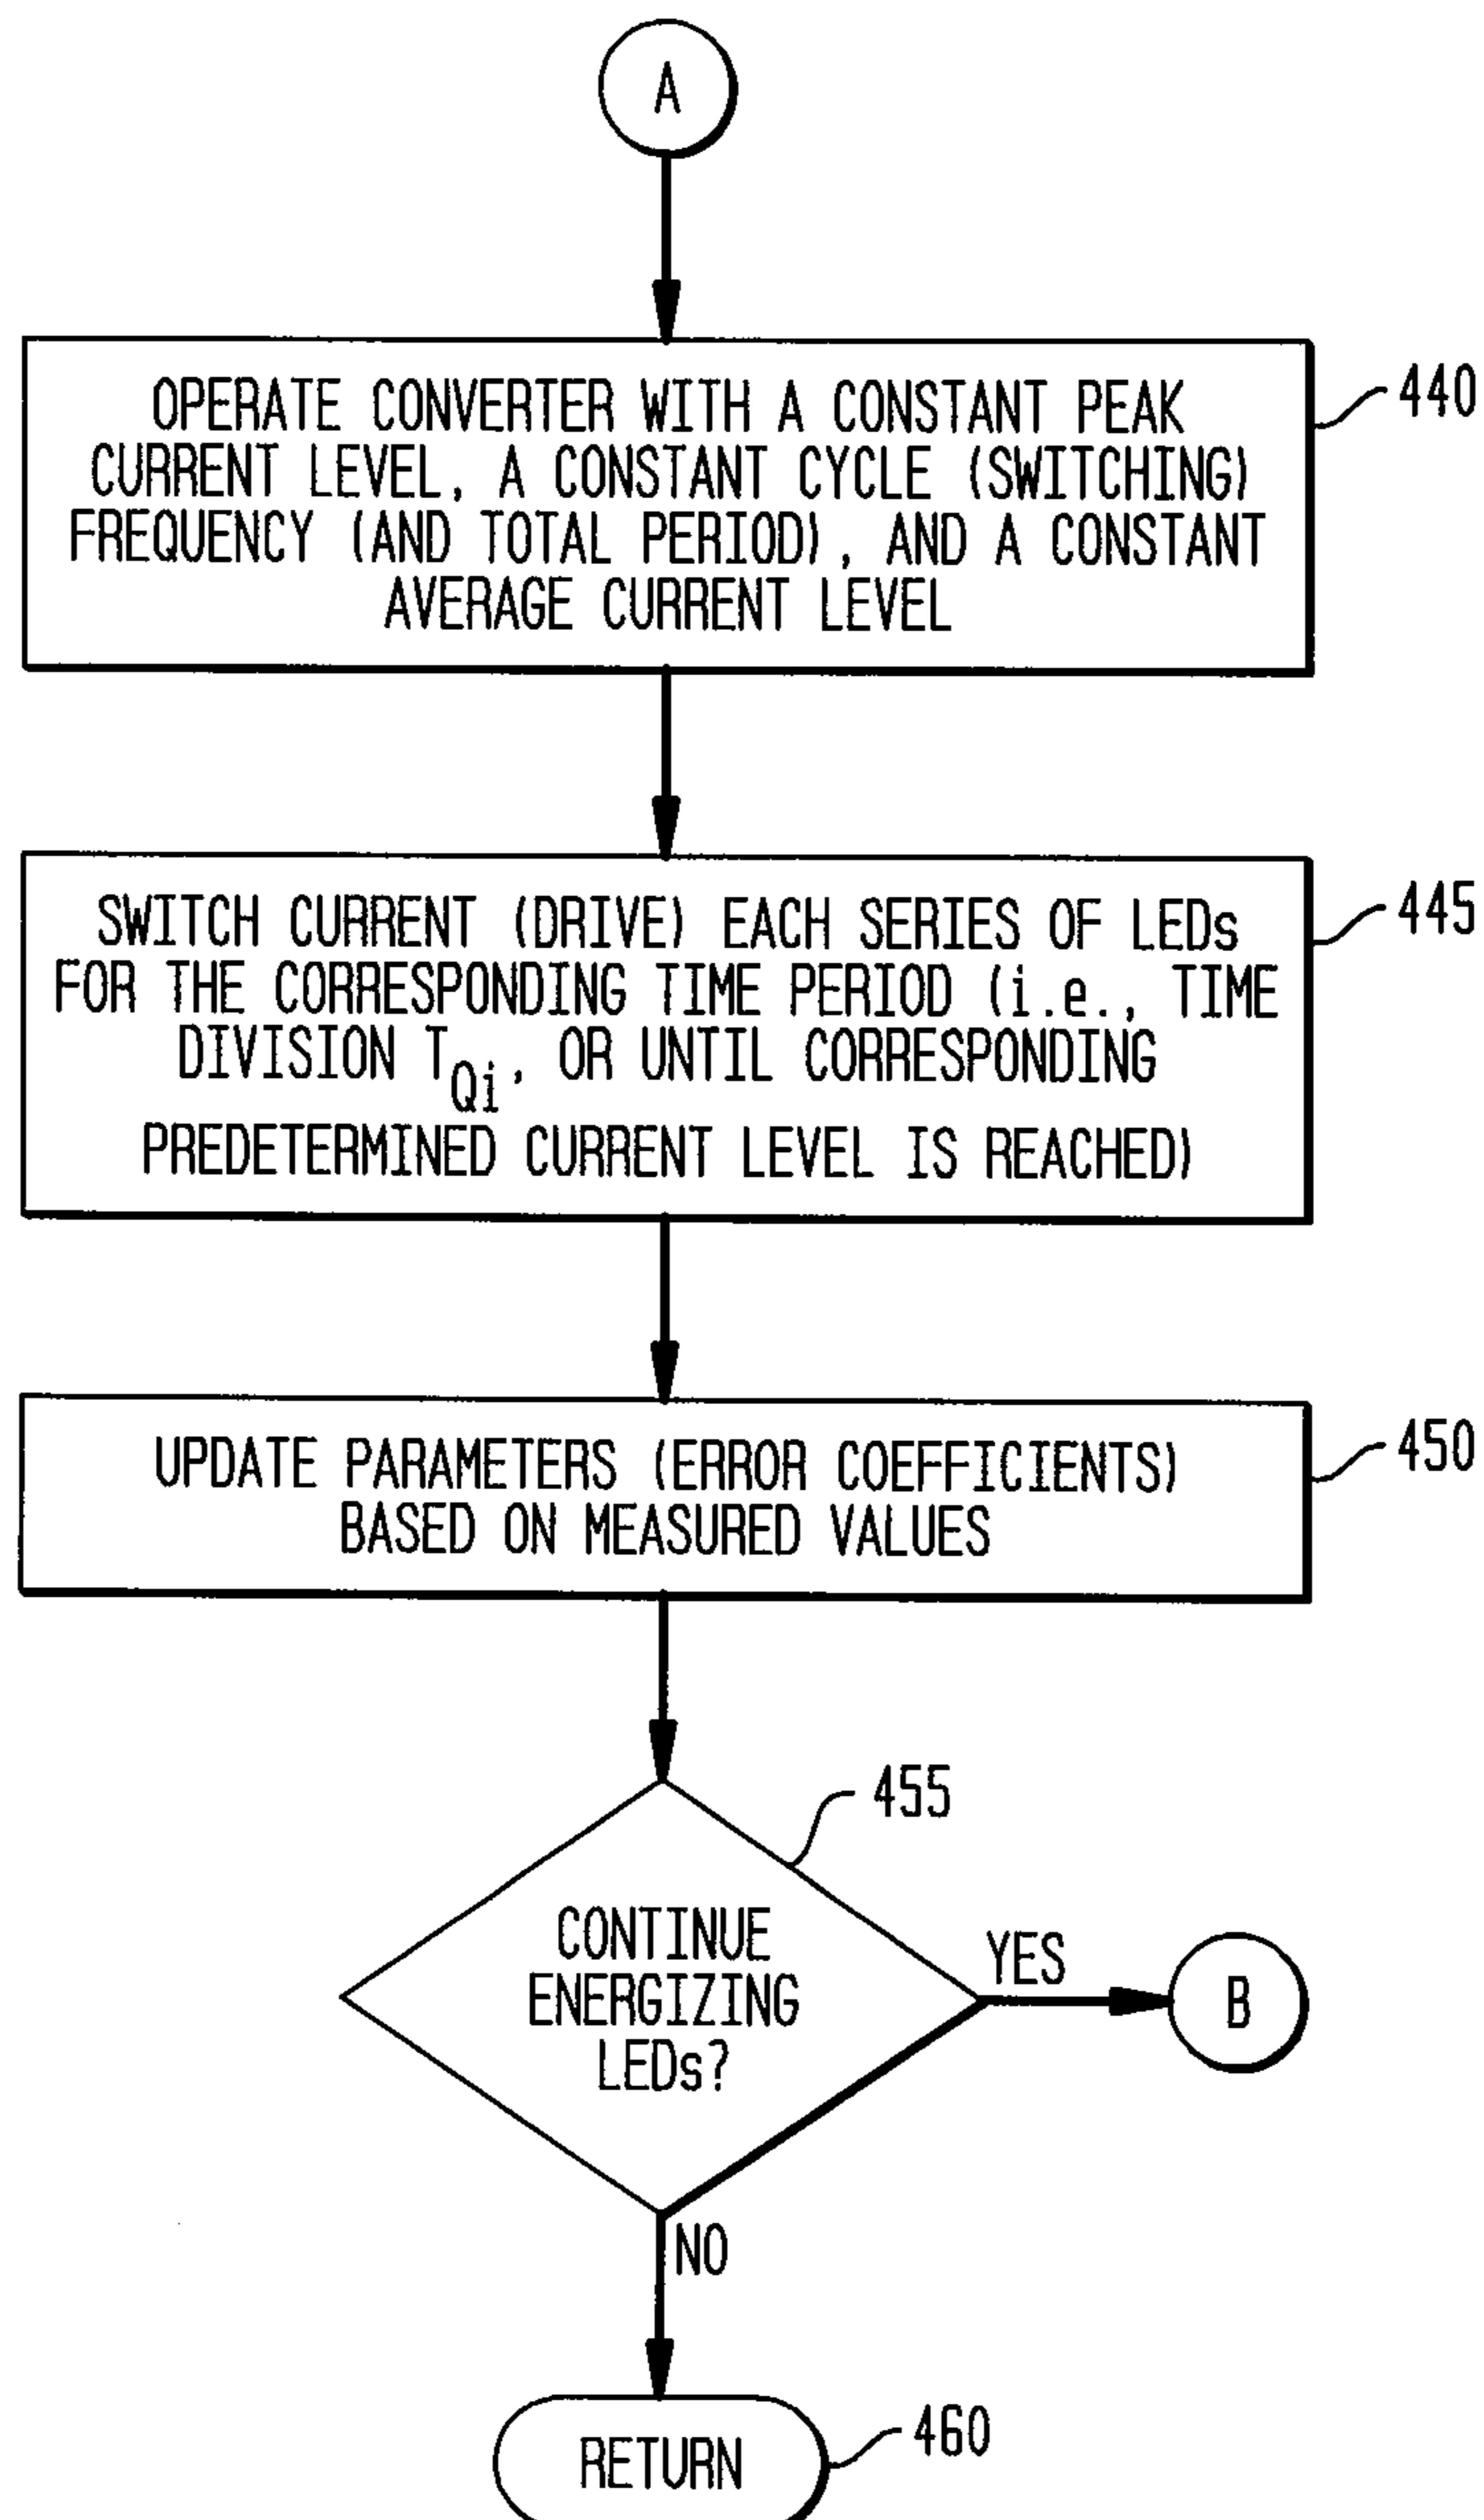 A
OPERATE CONVERTER WITH A CONSTANT PEAK
CURRENT LEVEL, A CONSTANT CYCLE (SWITCHING)
FREQUENCY (AND TOTAL PERIOD), AND A CONSTANT
AVERAGE CURRENT LEVEL
440
SWITCH CURRENT (DRIVE) EACH SERIES OF LEDs
FOR THE CORRESPONDING TIME PERIOD (i.e., TIME
DIVISION TQi, OR UNTIL CORRESPONDING
PREDETERMINED CURRENT LEVEL IS REACHED)
445
UPDATE PARAMETERS (ERROR COEFFICIENTS)
BASED ON MEASURED VALUES
450
455
CONTINUE
ENERGIZING
LEDs?
YES
B
NO
RETURN
460